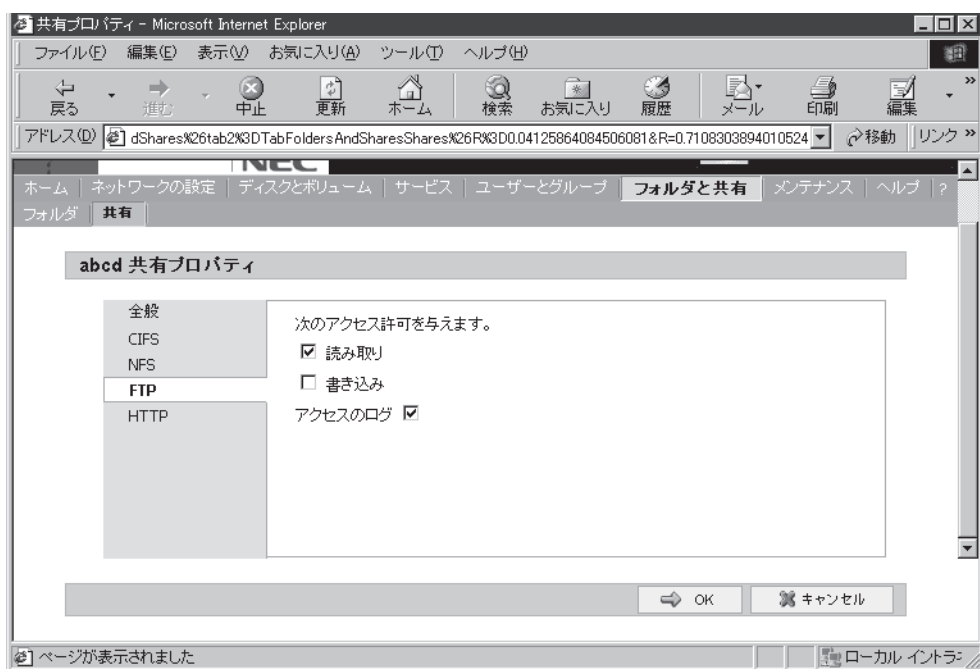 共有プロパティ - Microsoft Internet Explorer
ファイル(F) 編集(E) 表示(V) お気に入り(A) ツール(T) ヘルプ(H)
戻る 進む 中止 更新 ホーム 検索 お気に入り 履歴 メール 印刷 編集 »
アドレス(D) dShares%26tab2%3DTabFoldersAndSharesShares%26R%3D0.04125864084506081&R=0.7108303894010524 移動 リンク »
NEC
ホーム | ネットワークの設定 | ディスクとボリューム | サービス | ユーザーとグループ | フォルダと共有 | メンテナンス | ヘルプ | ?
フォルダ | 共有
abcd 共有プロパティ
全般
CIFS
NFS
FTP
HTTP
次のアクセス許可を与えます。
読み取り
書き込み
アクセスのログ
OK キャンセル
ページが表示されました ローカル イントラ